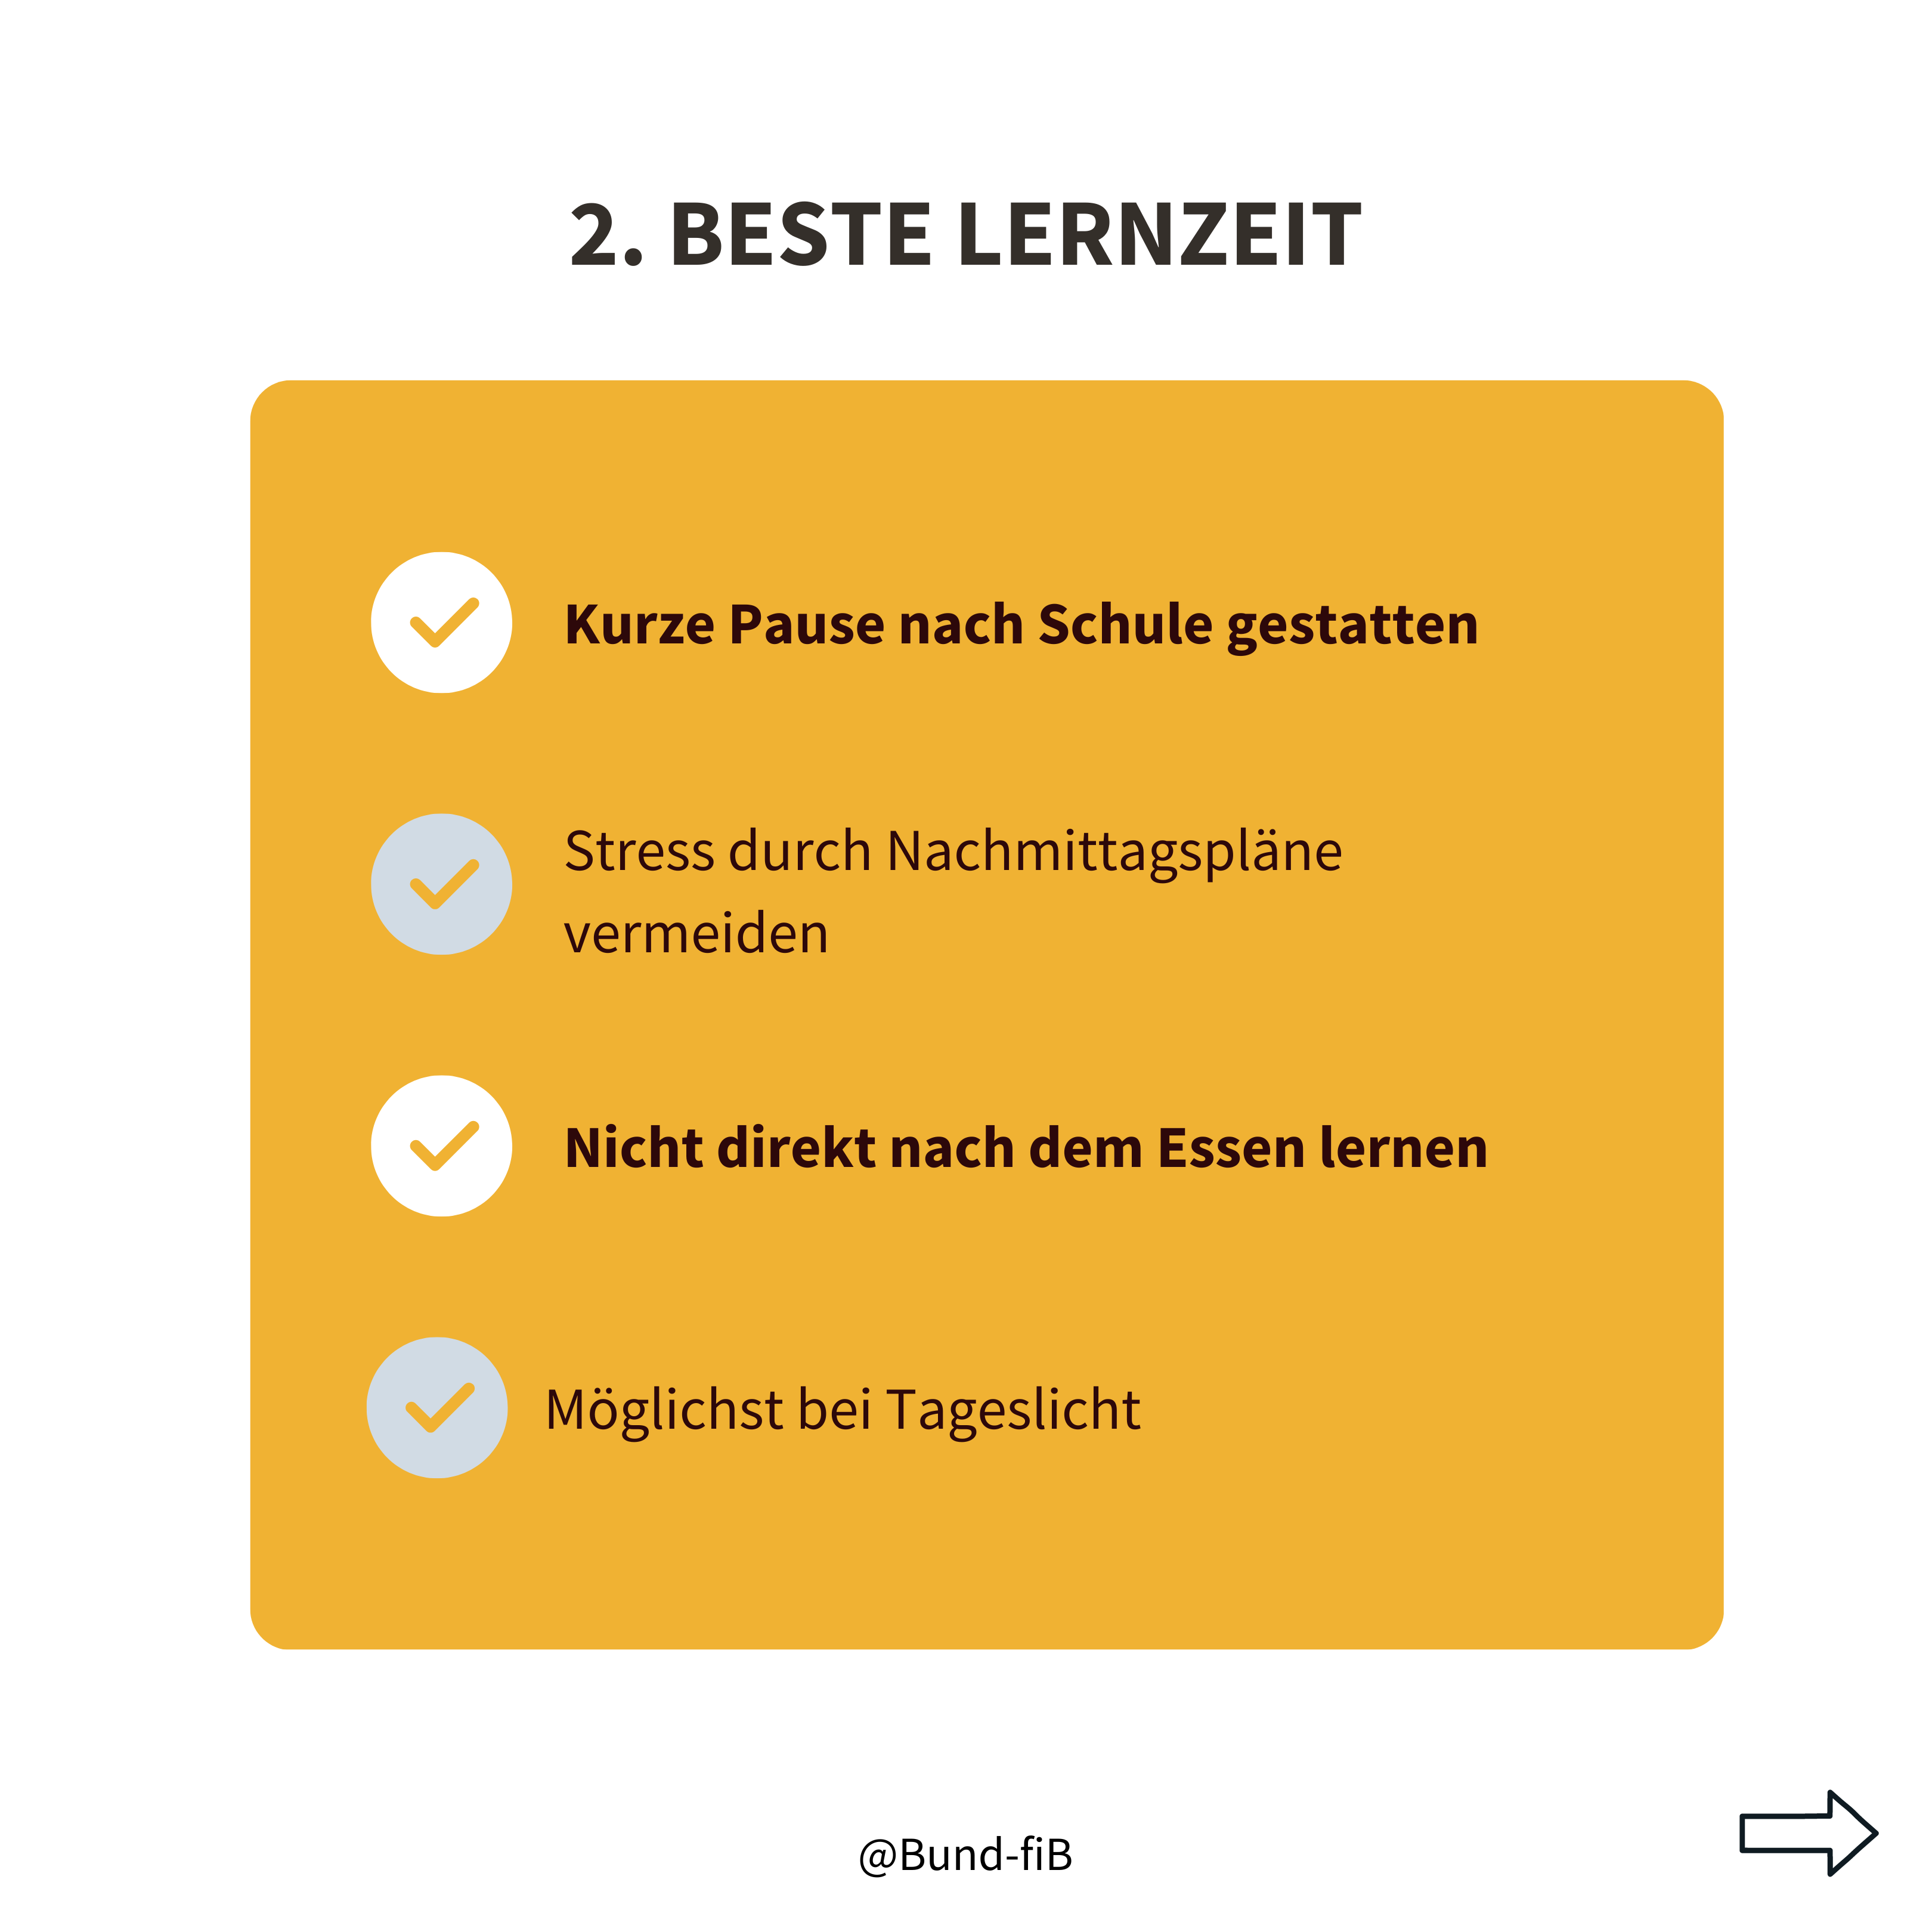 2. BESTE LERNZEIT
Kurze Pause nach Schule gestatten
Stress durch Nachmittagspläne
vermeiden
Nicht direkt nach dem Essen lernen
Möglichst bei Tageslicht
@Bund-fiB